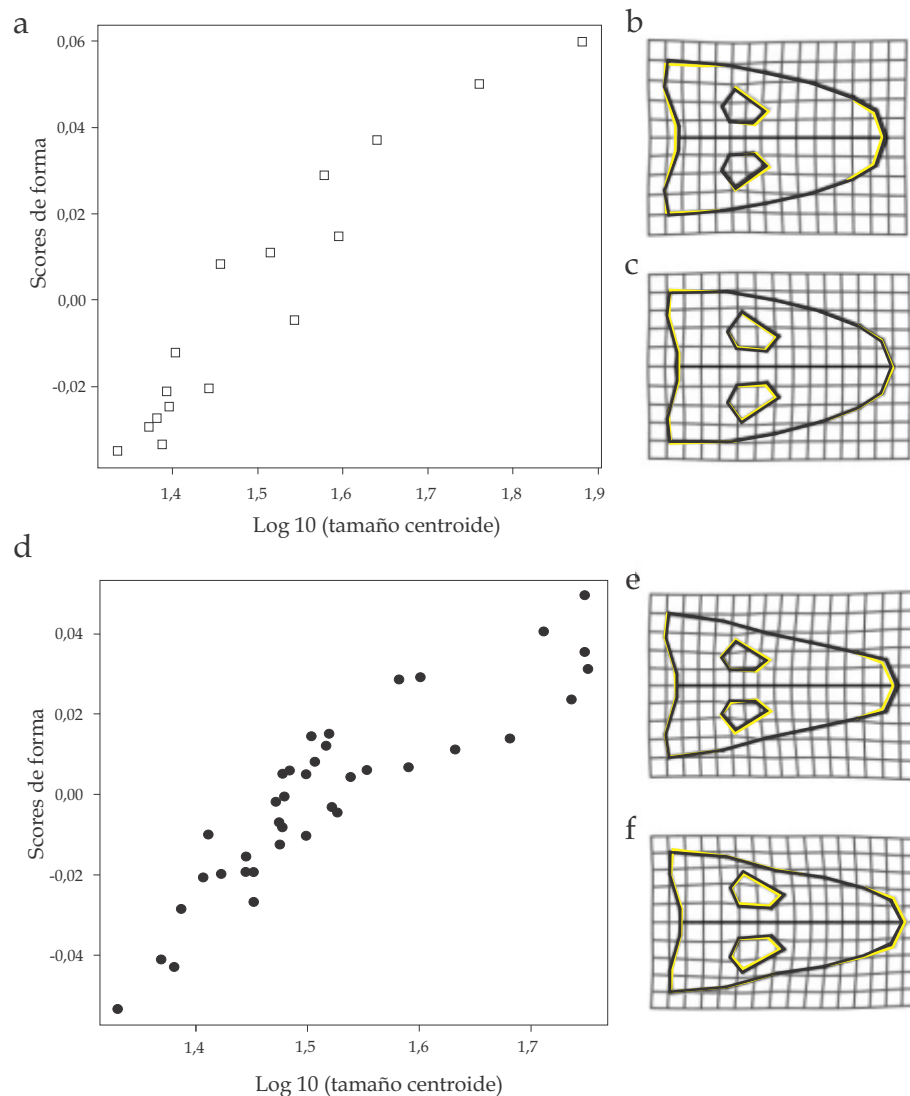 a
0,06
0,04
0,02
0,00
-0,02
Scores de forma
1,4 1,5 1,6 1,7 1,8 1,9
Log 10 (tamaño centroide)
b
c
d
0,04
0,02
0,00
-0,02
-0,04
Scores de forma
1,4 1,5 1,6 1,7
Log 10 (tamaño centroide)
e
f